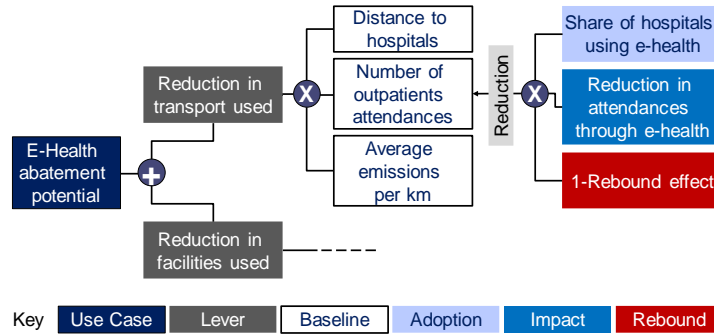 Distance to
hospitals
Share of hospitals
using e-health
Reduction in
transport used
X
Number of
outpatients
attendances
Reduction
X
Reduction in
attendances
through e-health
E-Health
abatement
potential
+
Average
emissions
per km
1-Rebound effect
Reduction in
facilities used
Key
Use Case
Lever
Baseline
Adoption
Impact
Rebound